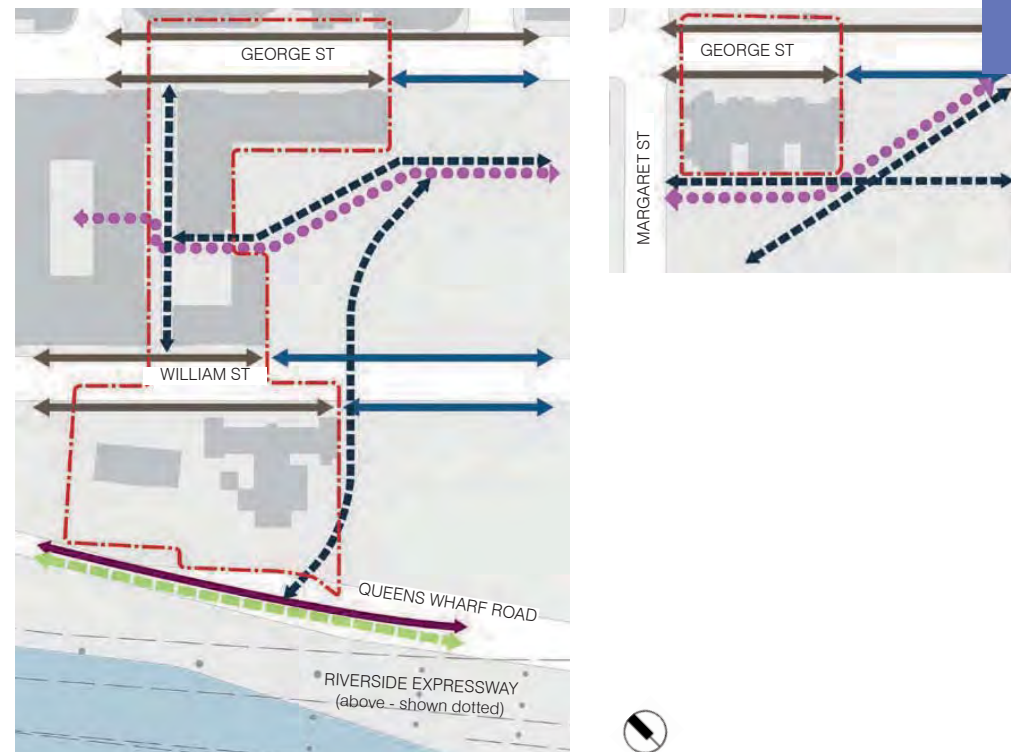 GEORGE ST
WILLIAM ST
QUEENS WHARF ROAD
RIVERSIDE EXPRESSWAY
(above - shown dotted)
GEORGE ST
MARGARET ST